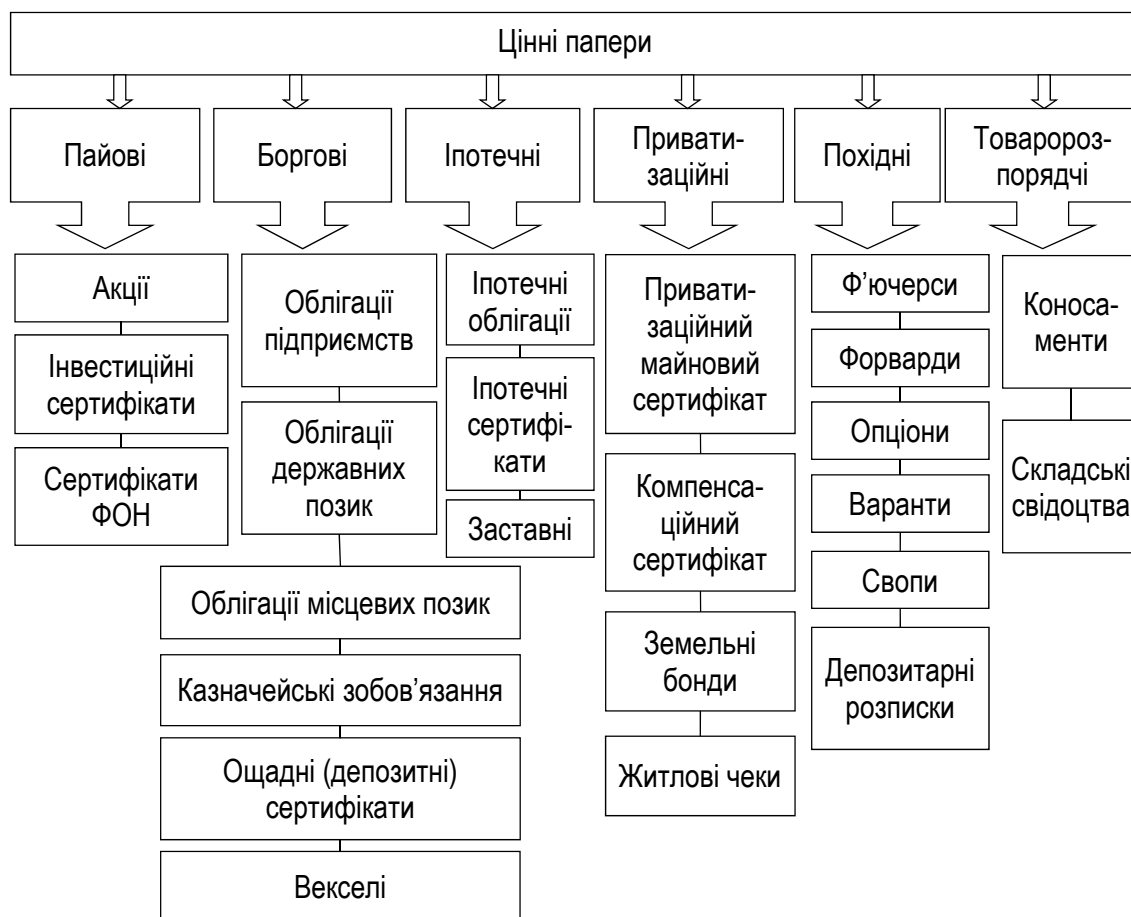 Цінні папери
Пайові
Боргові
Іпотечні
Привати-
заційні
Похідні
Товаророз-
порядчі
Акції
Інвестиційні
сертифікати
Сертифікати
ФОН
Облігації
підприємств
Облігації
державних
позик
Облігації місцевих позик
Казначейські зобов’язання
Ощадні (депозитні)
сертифікати
Векселі
Іпотечні
облігації
Іпотечні
сертифі-
кати
Заставні
Привати-
заційний
майновий
сертифікат
Компенса-
ційний
сертифікат
Земельні
бонди
Житлові чеки
Ф’ючерси
Форварди
Опціони
Варанти
Свопи
Депозитарні
розписки
Коноса-
менти
Складські
свідоцтва